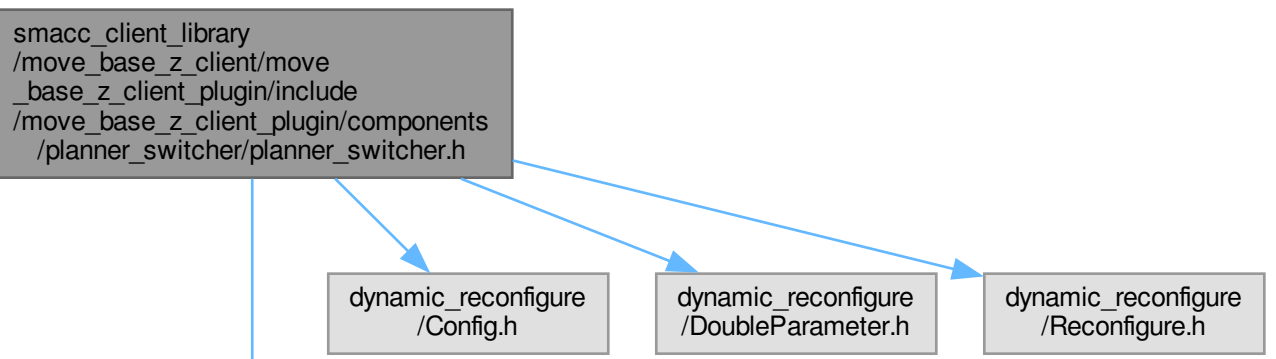 smacc_client_library
/move_base_z_client/move
_base_z_client_plugin/include
/move_base_z_client_plugin/components
/planner_switcher/planner_switcher.h
dynamic_reconfigure
/Config.h
dynamic_reconfigure
/DoubleParameter.h
dynamic_reconfigure
/Reconfigure.h